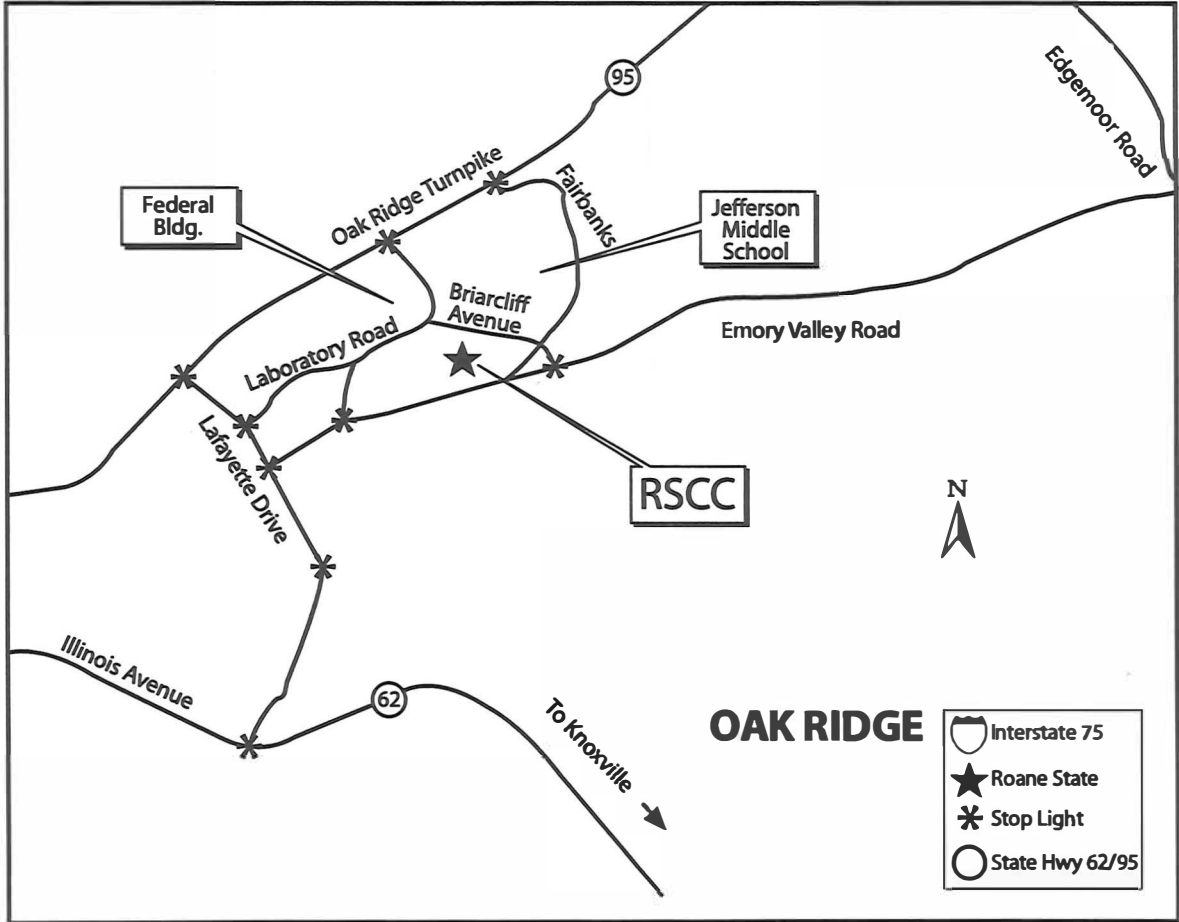 95
Edgemoor Road
Oak Ridge Turnpike
Fairbanks
Federal
Bldg.
Jefferson
Middle
School
Briarcliff
Avenue
Laboratory Road
Emory Valley Road
Lafayette Drive
RSCC
N
Illinois Avenue
62
To Knoxville
OAK RIDGE
Interstate 75
Roane State
Stop Light
State Hwy 62/95